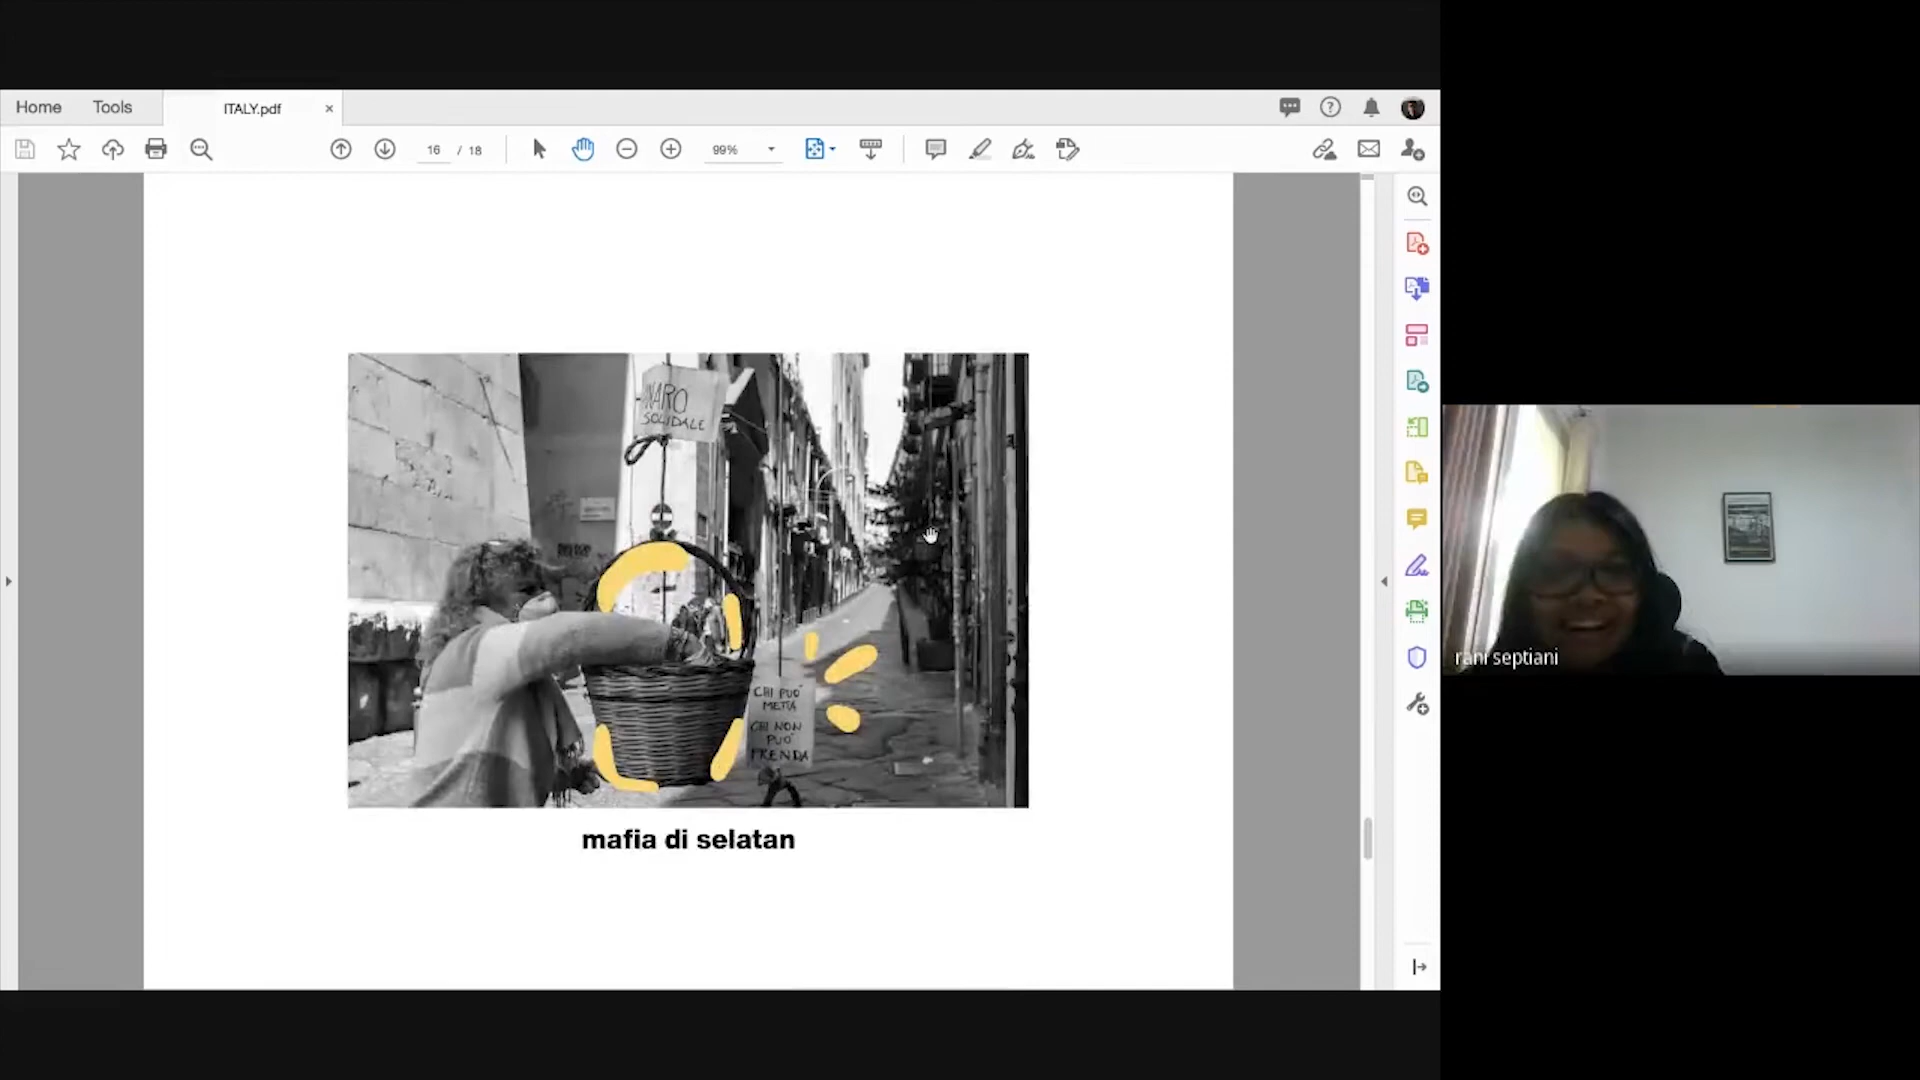 Home
Tools
ITALY.pdf
16 / 18
99%
NARO
SOLIDALE
CHI PUO'
METTA
CHI NON
PUO'
PRENDA
mafia di selatan
rani septiani